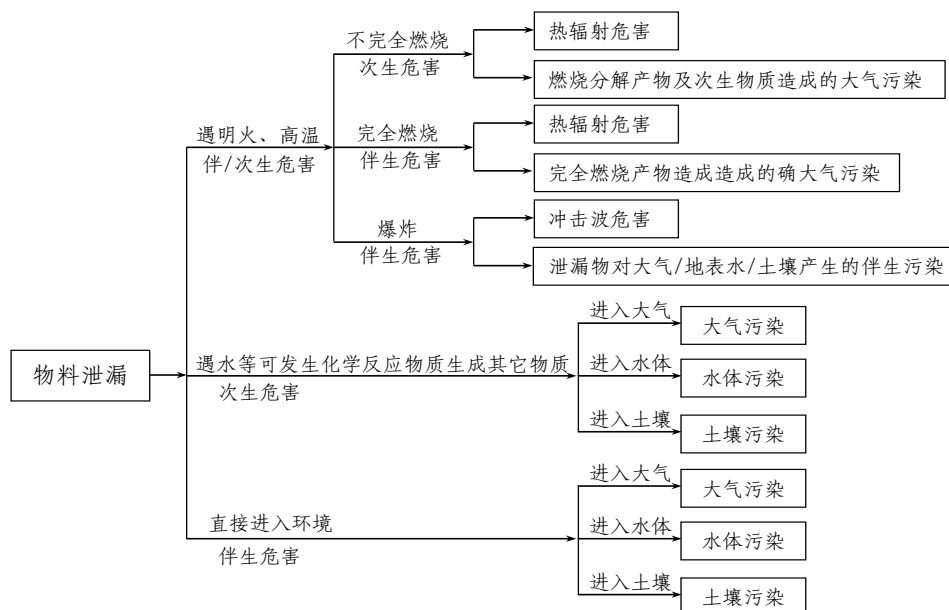 不完全燃烧
次生危害
热辐射危害
燃烧分解产物及次生物质造成的大气污染
遇明火、高温
伴/次生危害
完全燃烧
伴生危害
热辐射危害
完全燃烧产物造成造成的确大气污染
爆炸
伴生危害
冲击波危害
泄漏物对大气/地表水/土壤产生的伴生污染
物料泄漏
遇水等可发生化学反应物质生成其它物质
次生危害
进入大气
大气污染
进入水体
水体污染
进入土壤
土壤污染
直接进入环境
伴生危害
进入大气
大气污染
进入水体
水体污染
进入土壤
土壤污染